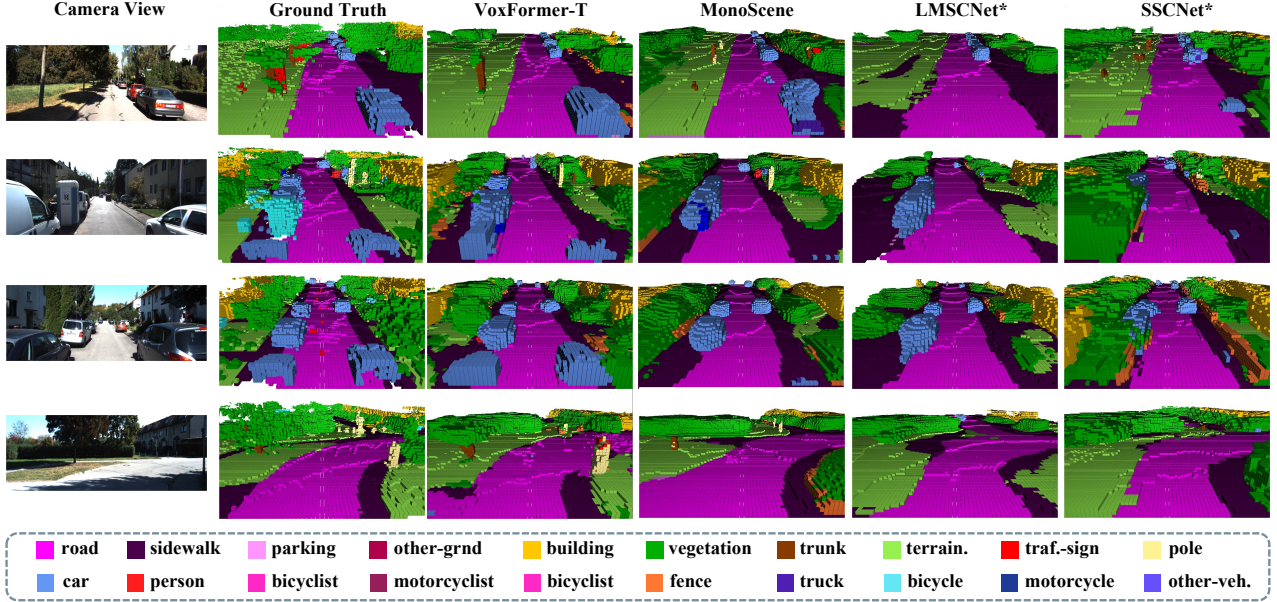 Camera View Ground Truth VoxFormer-T MonoScene LMSCNet* SSCNet*
road sidewalk parking other-grnd building vegetation trunk terrain. traf.-sign pole
car person bicyclist motorcyclist bicyclist fence truck bicycle motorcycle other-veh.